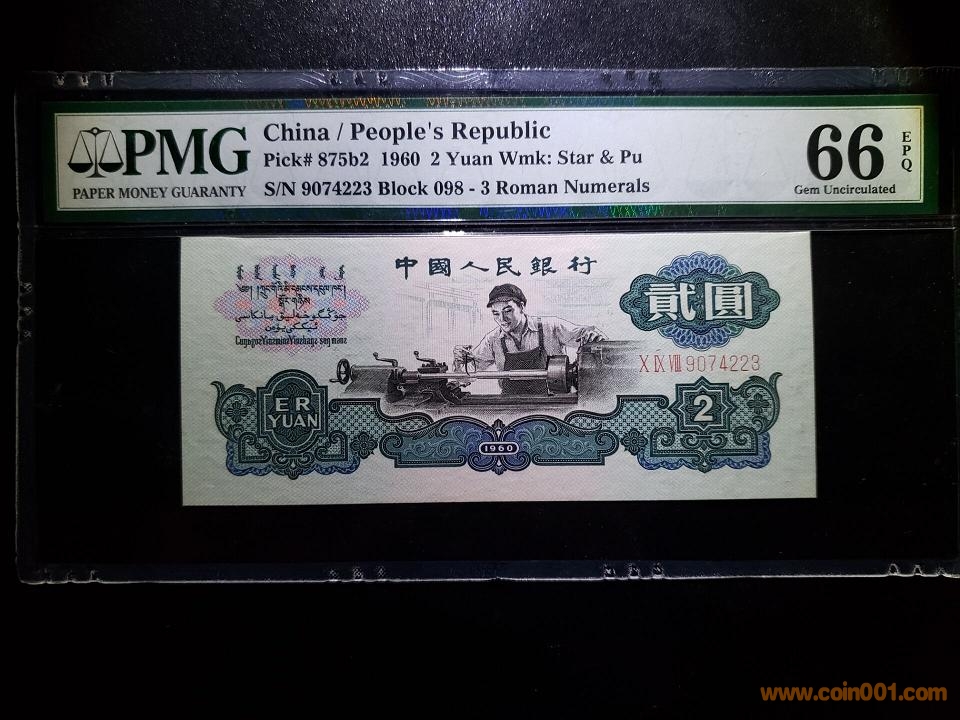 PMG
PAPER MONEY GUARANTY
China / People's Republic
Pick# 875b2 1960 2 Yuan Wmk: Star & Pu
S/N 9074223 Block 098 - 3 Roman Numerals
66
EPQ
Gem Uncirculated
中國人民銀行
貳圓
X IX VIII 9074223
ER
YUAN
2
1960
www.coin001.com